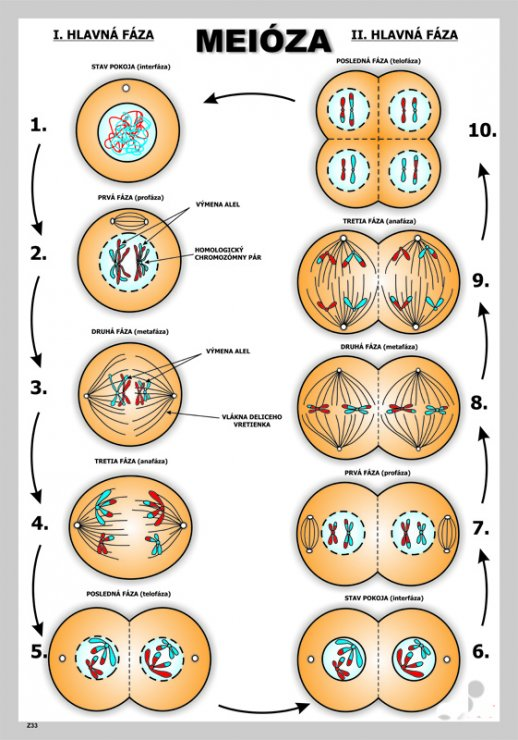 I. HLAVNÁ FÁZA
MEIÓZA
II. HLAVNÁ FÁZA
STAV POKOJA (interfáza)
1.
PRVÁ FÁZA (profáza)
VÝMENA ALEL
2.
HOMOLOGICKÝ
CHROMOZÓMNY PÁR
DRUHÁ FÁZA (metafáza)
VÝMENA ALEL
3.
VLÁKNA DELICEHO
VRETIENKA
TRETIA FÁZA (anafáza)
4.
POSLEDNÁ FÁZA (telofáza)
5.
STAV POKOJA (interfáza)
6.
PRVÁ FÁZA (profáza)
7.
DRUHÁ FÁZA (metafáza)
8.
TRETIA FÁZA (anafáza)
9.
POSLEDNÁ FÁZA (telofáza)
10.
Z33